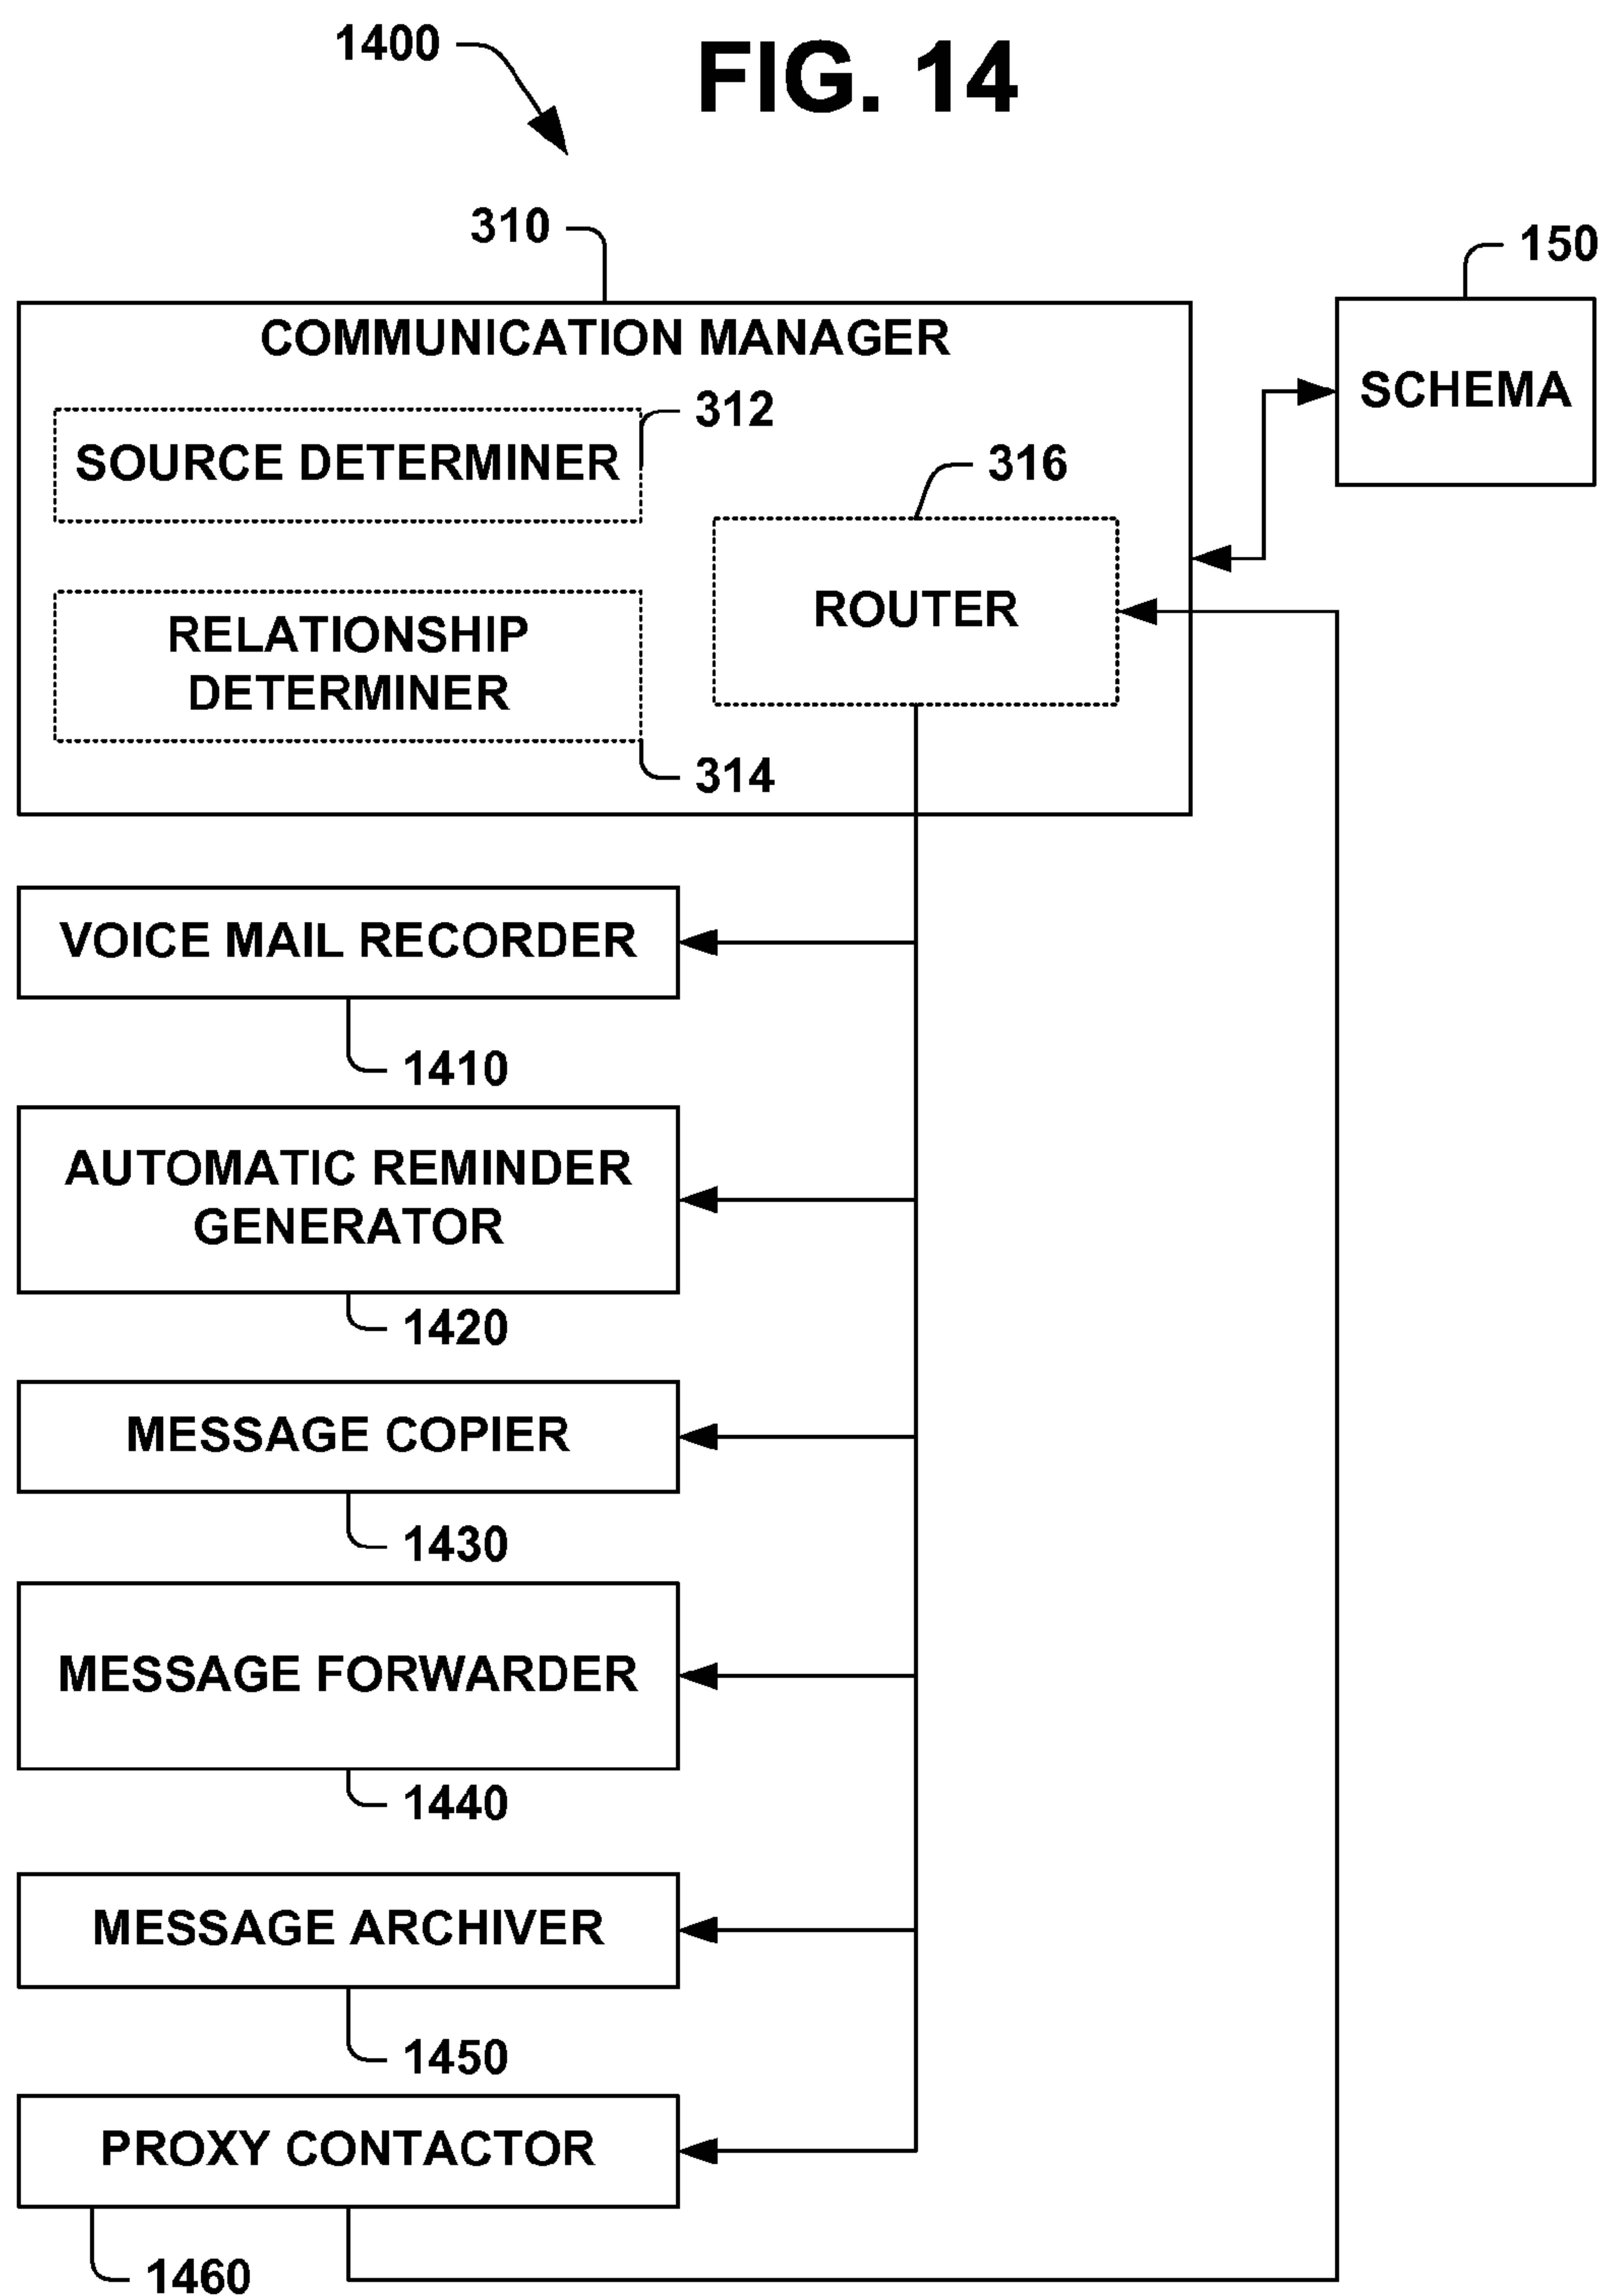 1400
FIG. 14
310
150
COMMUNICATION MANAGER
SCHEMA
312
SOURCE DETERMINER
316
ROUTER
RELATIONSHIP
DETERMINER
314
VOICE MAIL RECORDER
1410
AUTOMATIC REMINDER
GENERATOR
1420
MESSAGE COPIER
1430
MESSAGE FORWARDER
1440
MESSAGE ARCHIVER
1450
PROXY CONTACTOR
1460